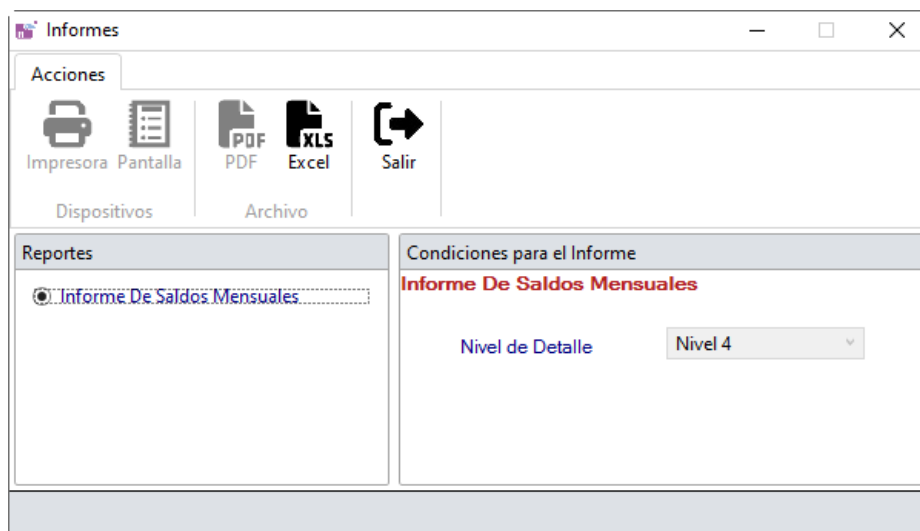 Informes
Acciones
PDF XLS
Impresora Pantalla PDF Excel Salir
Dispositivos Archivo
Reportes
Informe De Saldos Mensuales
Condiciones para el Informe
Informe De Saldos Mensuales
Nivel de Detalle Nivel 4